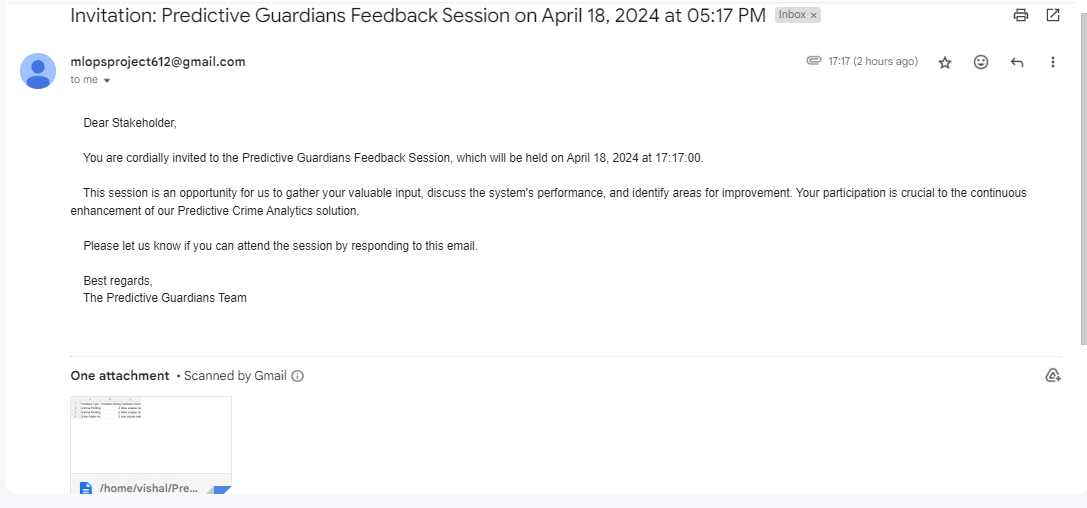 Invitation: Predictive Guardians Feedback Session on April 18, 2024 at 05:17 PM Inbox ×
mlopsproject612@gmail.com 17:17 (2 hours ago)
to me
Dear Stakeholder,
You are cordially invited to the Predictive Guardians Feedback Session, which will be held on April 18, 2024 at 17:17:00.
This session is an opportunity for us to gather your valuable input, discuss the system's performance, and identify areas for improvement. Your participation is crucial to the continuous
enhancement of our Predictive Crime Analytics solution.
Please let us know if you can attend the session by responding to this email.
Best regards,
The Predictive Guardians Team
One attachment • Scanned by Gmail
/home/vishal/Pre...